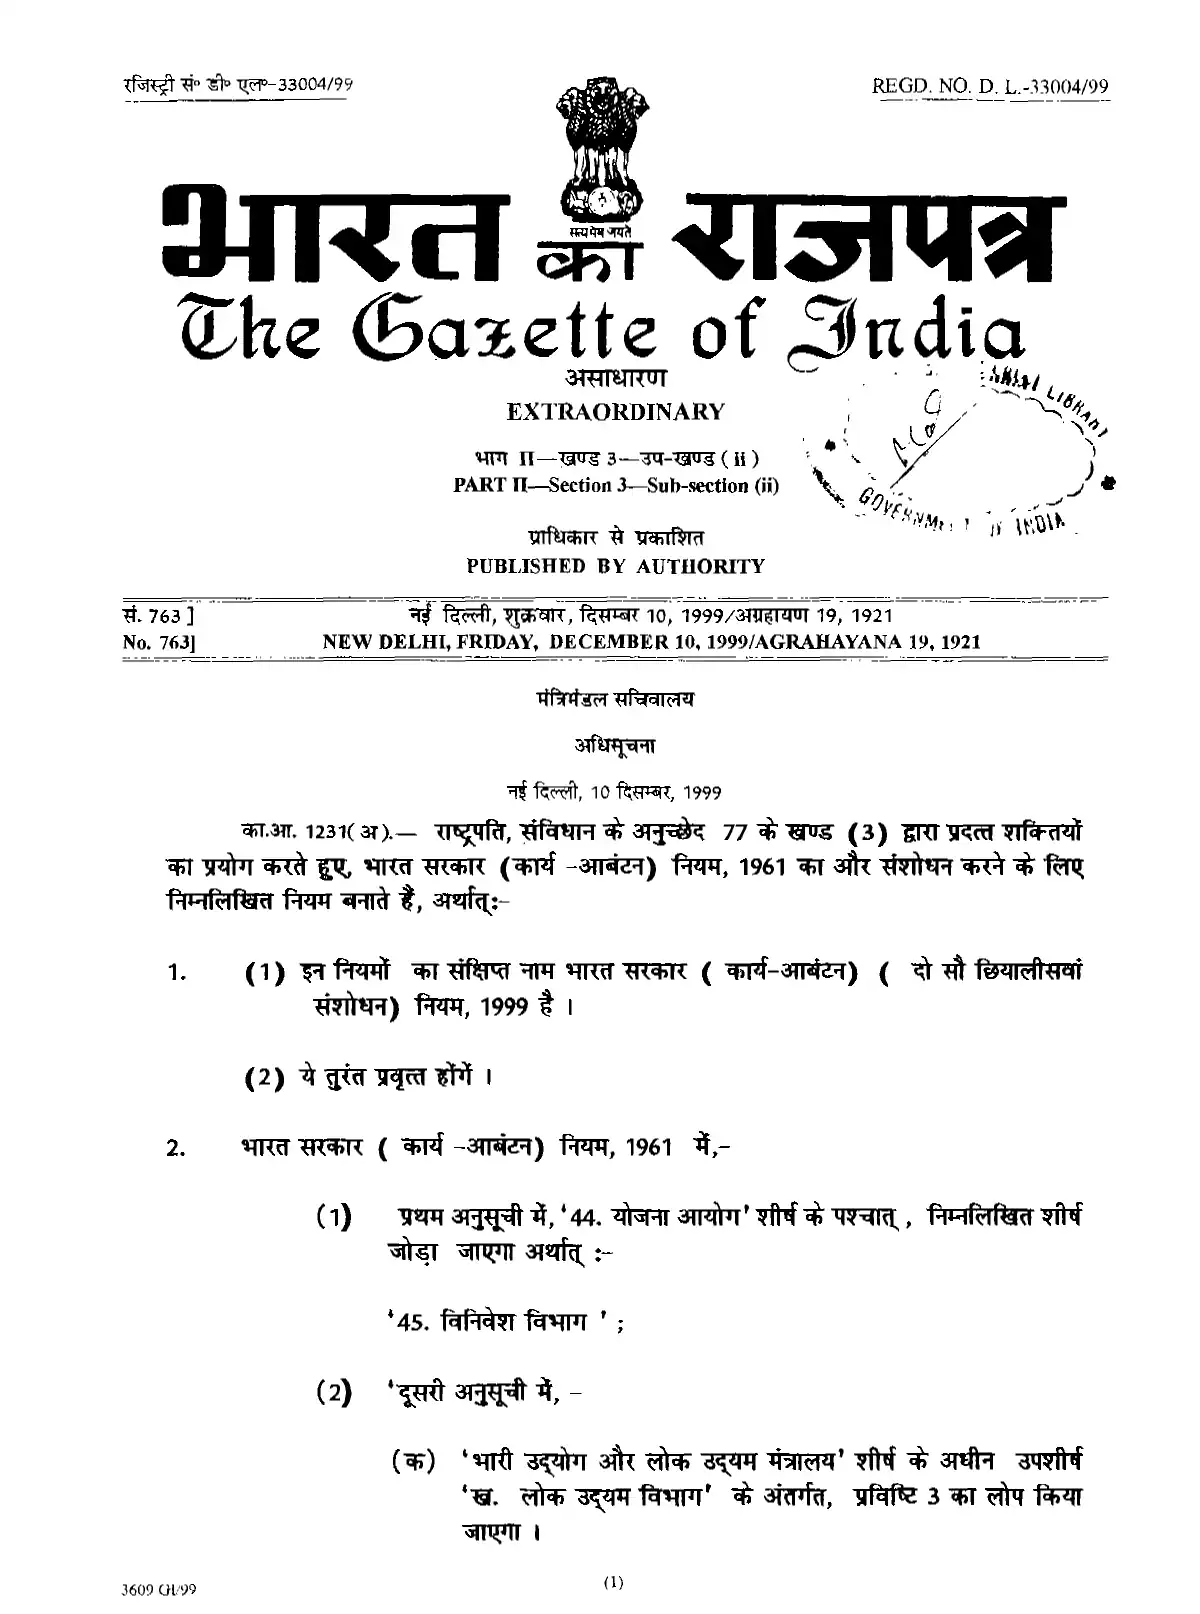 रजिस्ट्री सं० डी० एल०-33004/99
REGD. NO. D. L.-33004/99
सत्यमेव जयते
भारत का राजपत्र
The Gazette of India
असाधारण
EXTRAORDINARY
भाग II—खण्ड 3—उप-खण्ड ( ii )
PART II—Section 3—Sub-section (ii)
प्राधिकार से प्रकाशित
PUBLISHED BY AUTHORITY
LIBRARY
GOVERNMENT OF INDIA
सं. 763 ]
नई दिल्ली, शुक्रवार, दिसम्बर 10, 1999/अग्रहायण 19, 1921
No. 763]
NEW DELHI, FRIDAY, DECEMBER 10, 1999/AGRAHAYANA 19, 1921
मंत्रिमंडल सचिवालय
अधिसूचना
नई दिल्ली, 10 दिसम्बर, 1999
का.आ. 1231( अ ).— राष्ट्रपति, संविधान के अनुच्छेद 77 के खण्ड (3) द्वारा प्रदत्त शक्तियों
का प्रयोग करते हुए, भारत सरकार (कार्य -आबंटन) नियम, 1961 का और संशोधन करने के लिए
निम्नलिखित नियम बनाते हैं, अर्थात्:-
1. (1) इन नियमों का संक्षिप्त नाम भारत सरकार ( कार्य-आबंटन) ( दो सौ छियालीसवां
संशोधन) नियम, 1999 है ।
(2) ये तुरंत प्रवृत्त होंगें ।
2. भारत सरकार ( कार्य -आबंटन) नियम, 1961 में,-
(1) प्रथम अनुसूची में, '44. योजना आयोग' शीर्ष के पश्चात् , निम्नलिखित शीर्ष
जोड़ा जाएगा अर्थात् :-
'45. विनिवेश विभाग ' ;
(2) 'दूसरी अनुसूची में, -
(क) 'भारी उद्योग और लोक उद्यम मंत्रालय' शीर्ष के अधीन उपशीर्ष
'ख. लोक उद्यम विभाग' के अंतर्गत, प्रविष्टि 3 का लोप किया
जाएगा ।
3609 GI/99
(1)